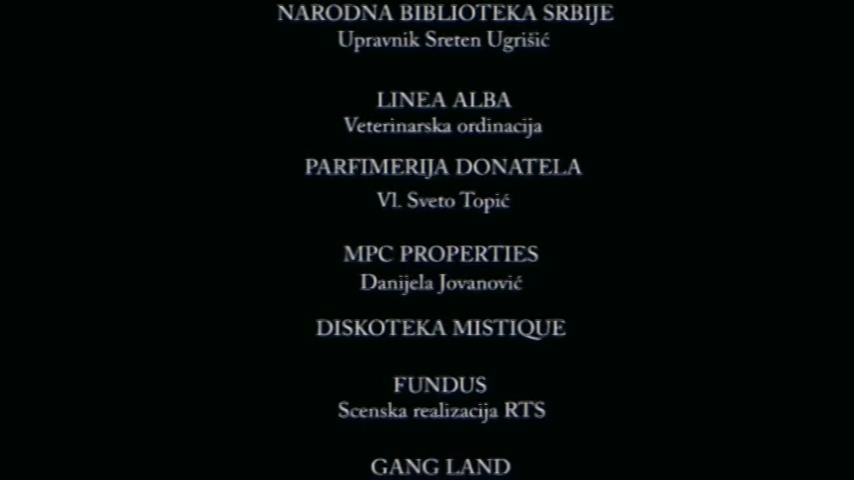 NARODNA BIBLIOTEKA SRBIJE
Upravnik Sreten Ugrišić
LINEA ALBA
Veterinarska ordinacija
PARFIMERIJA DONATELA
Vl. Sveto Topić
MPC PROPERTIES
Danijela Jovanović
DISKOTEKA MISTIQUE
FUNDUS
Scenska realizacija RTS
GANG LAND